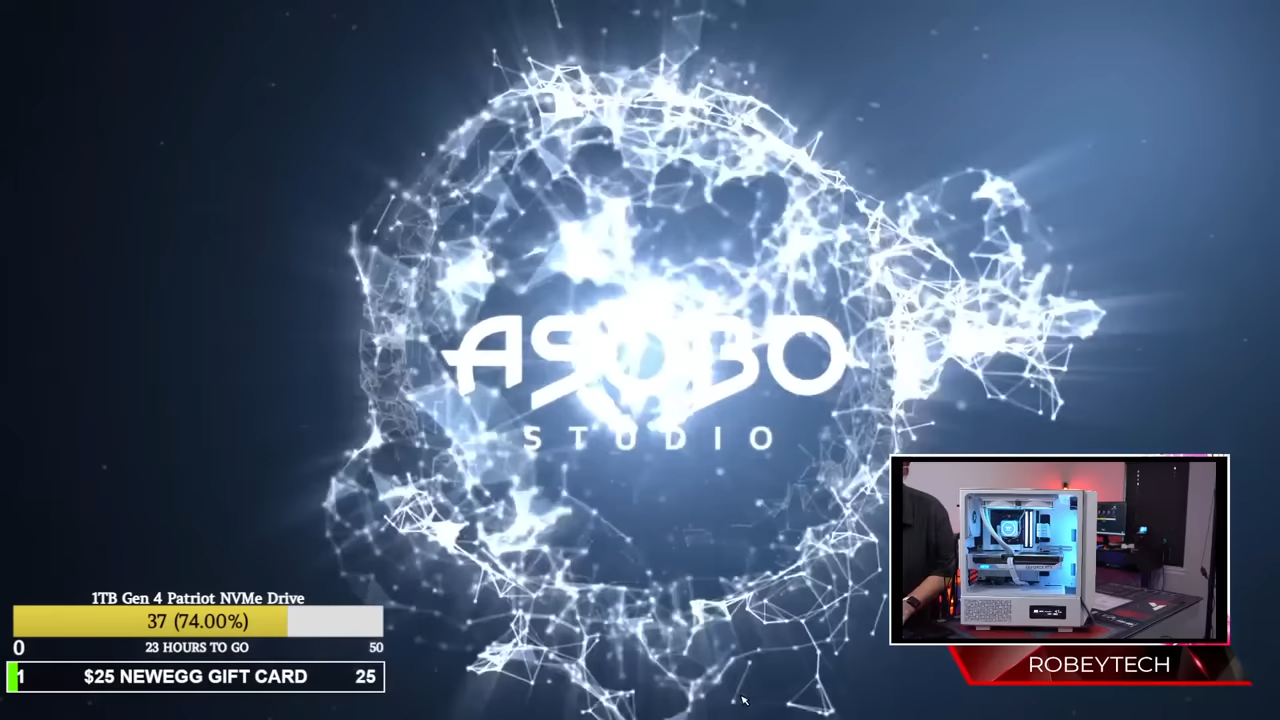 ASOBO
STUDIO
1TB Gen 4 Patriot NVMe Drive
37 (74.00%)
0
23 HOURS TO GO
50
1
$25 NEWEGG GIFT CARD
25
ROBEYTECH